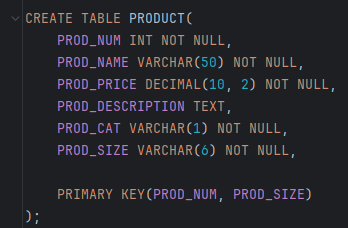 CREATE TABLE PRODUCT(
PROD_NUM INT NOT NULL,
PROD_NAME VARCHAR(50) NOT NULL,
PROD_PRICE DECIMAL(10, 2) NOT NULL,
PROD_DESCRIPTION TEXT,
PROD_CAT VARCHAR(1) NOT NULL,
PROD_SIZE VARCHAR(6) NOT NULL,
PRIMARY KEY(PROD_NUM, PROD_SIZE)
);